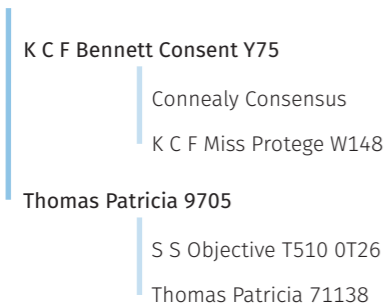 K C F Bennett Consent Y75
Connealy Consensus
K C F Miss Protege W148
Thomas Patricia 9705
S S Objective T510 0T26
Thomas Patricia 71138